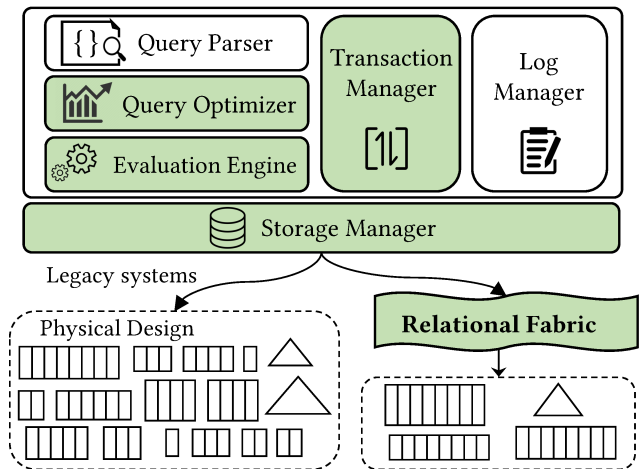 { } Query Parser
Query Optimizer
Evaluation Engine
Transaction
Manager
Log
Manager
Storage Manager
Legacy systems
Physical Design
Relational Fabric